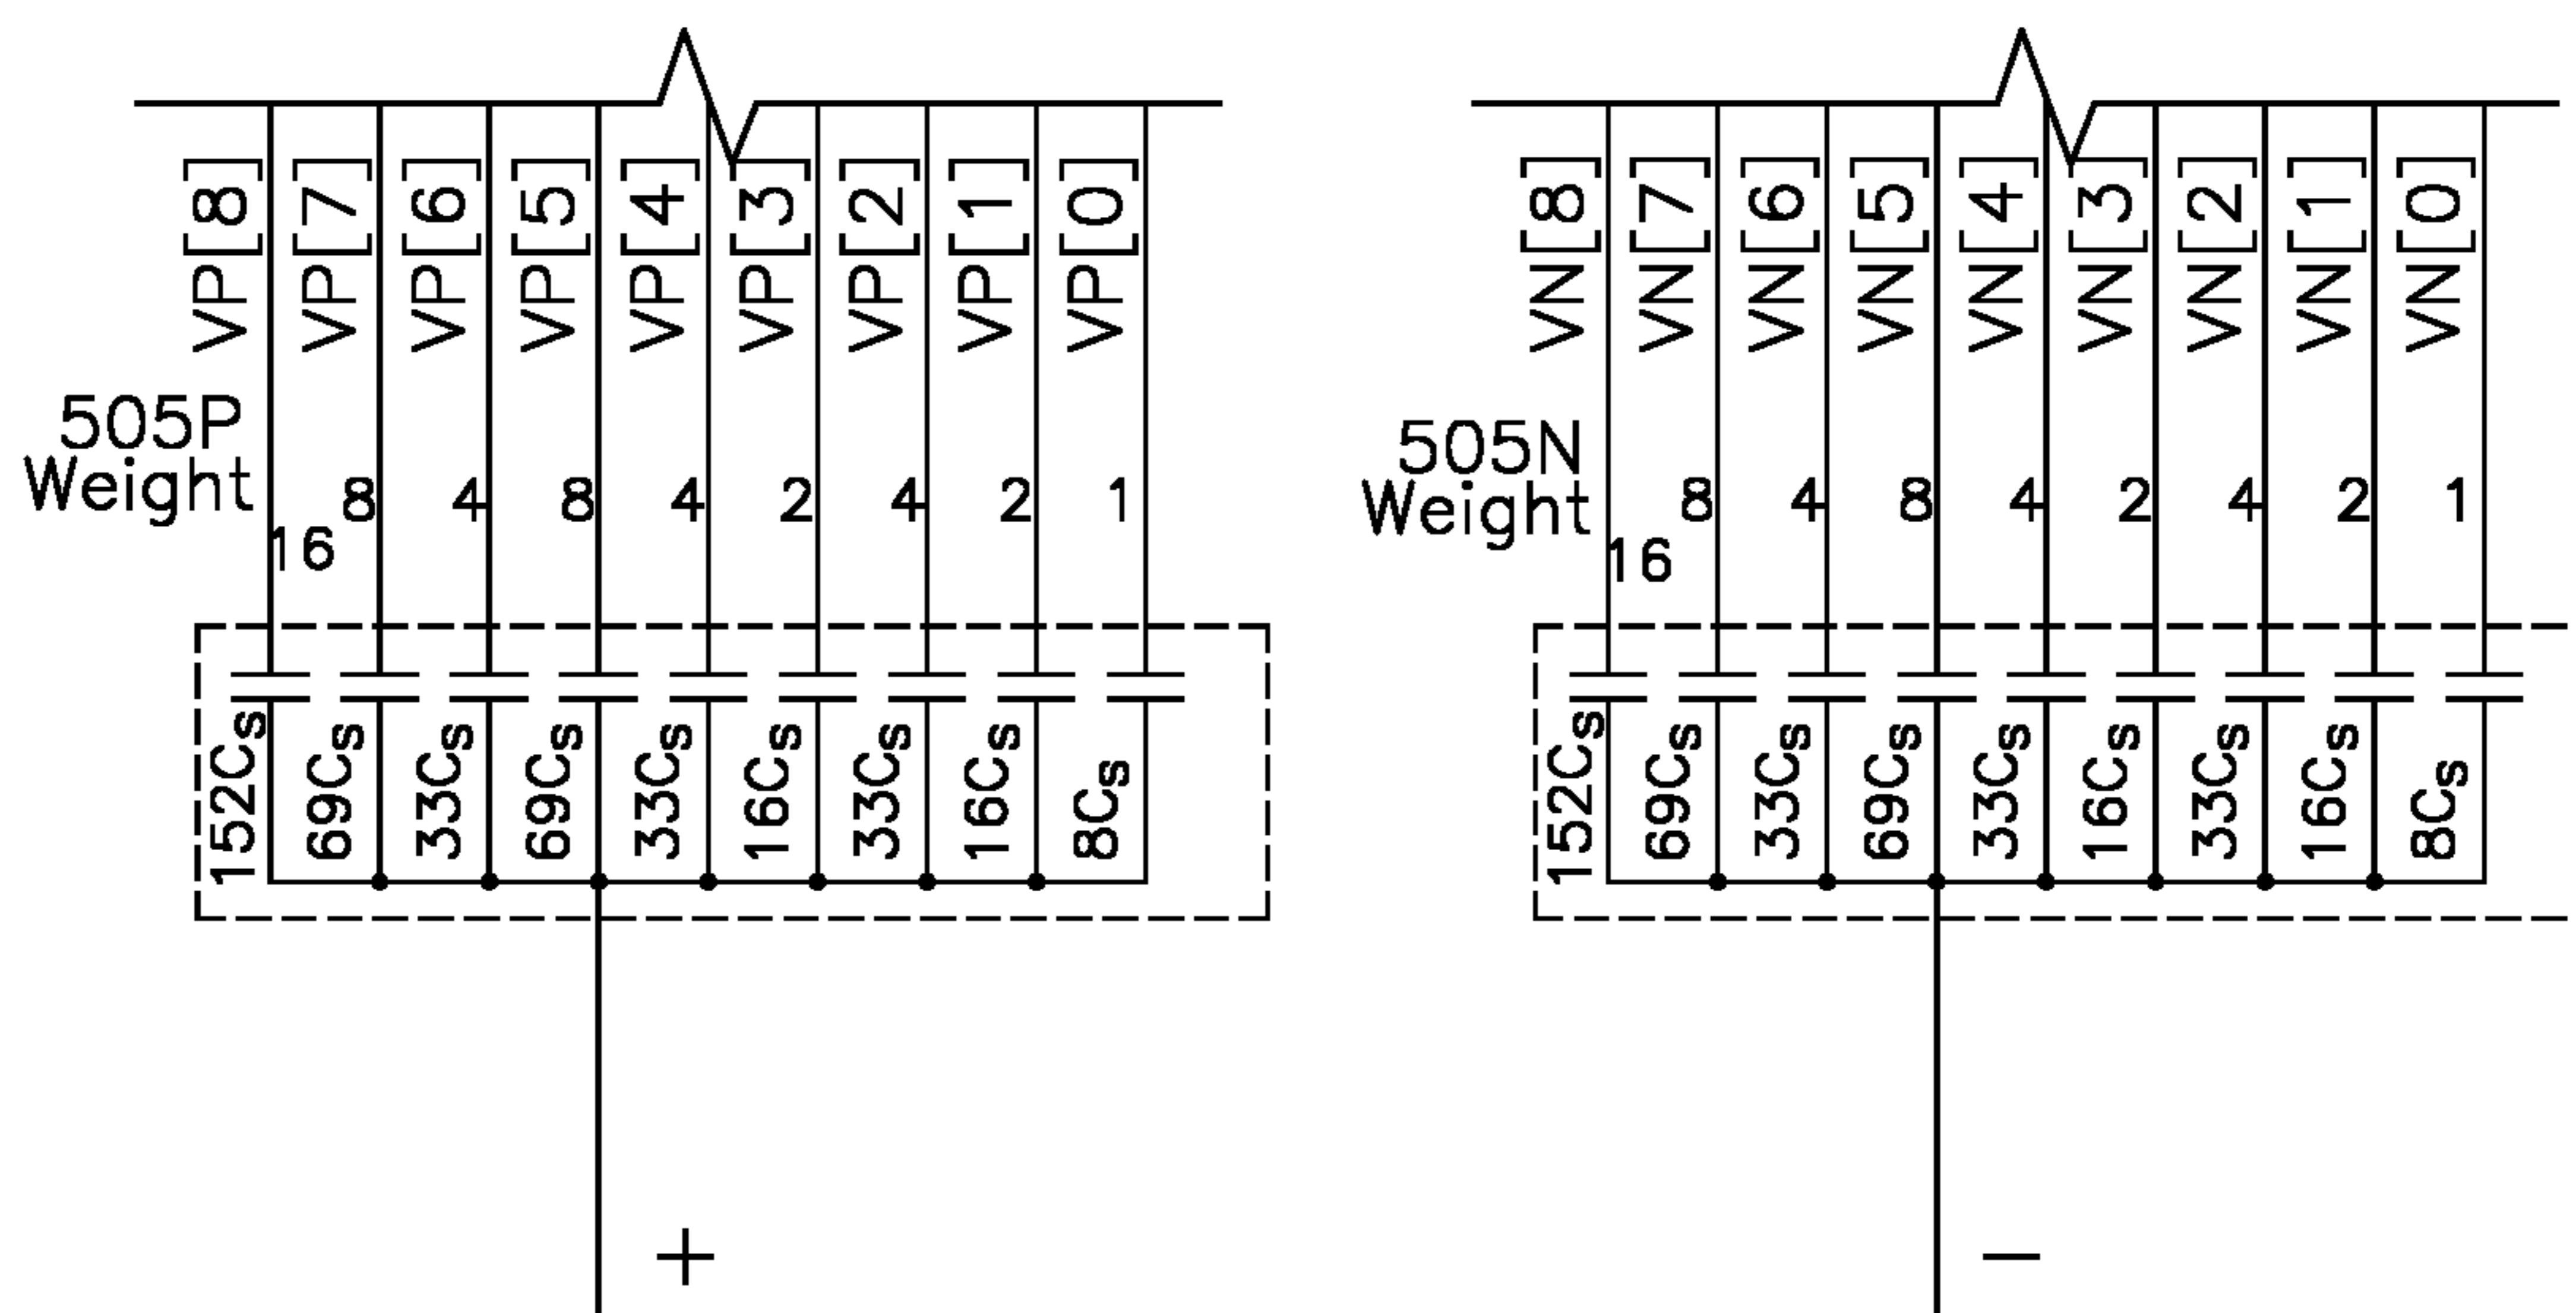 VP[8] VP[7] VP[6] VP[5] VP[4] VP[3] VP[2] VP[1] VP[0]
505P
Weight
16 8 4 8 4 2 4 2 1
152Cs 69Cs 33Cs 69Cs 33Cs 16Cs 33Cs 16Cs 8Cs
+
VN[8] VN[7] VN[6] VN[5] VN[4] VN[3] VN[2] VN[1] VN[0]
505N
Weight
16 8 4 8 4 2 4 2 1
152Cs 69Cs 33Cs 69Cs 33Cs 16Cs 33Cs 16Cs 8Cs
−